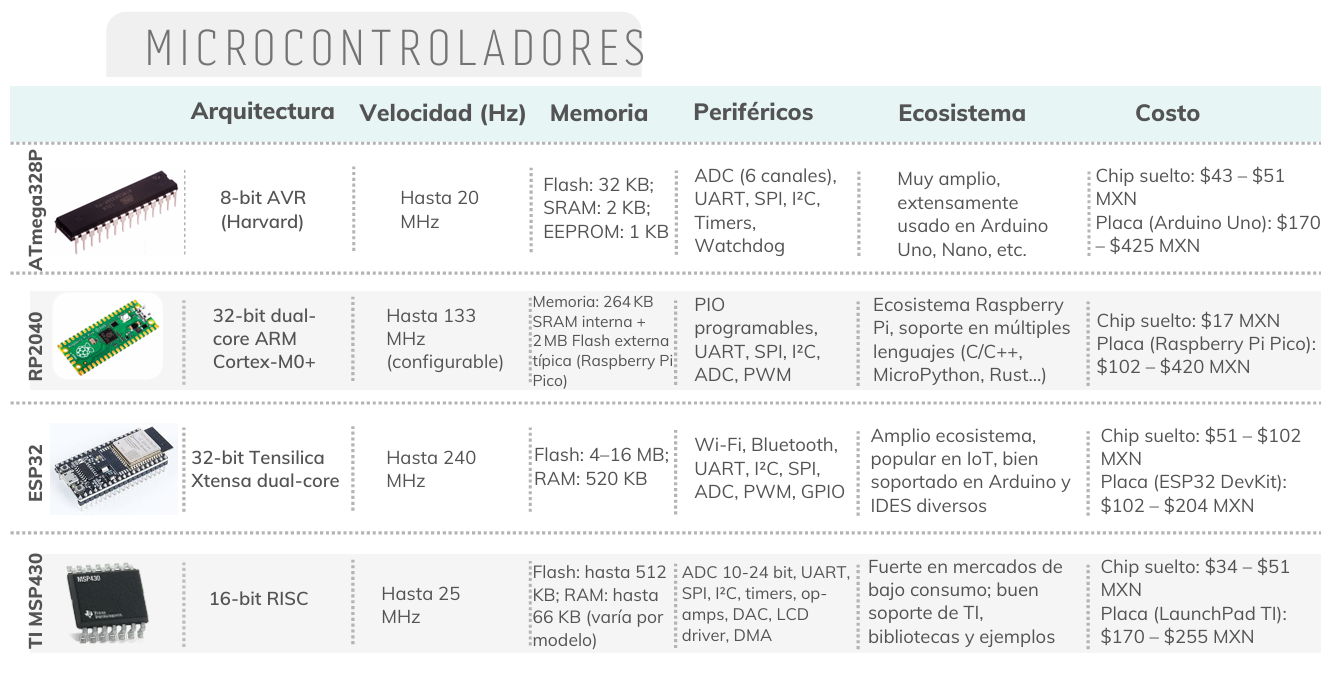 MICROCONTROLADORES
Arquitectura
Velocidad (Hz)
Memoria
Periféricos
Ecosistema
Costo
ATmega328P
8-bit AVR
(Harvard)
Hasta 20
MHz
Flash: 32 KB;
SRAM: 2 KB;
EEPROM: 1 KB
ADC (6 canales),
UART, SPI, I²C,
Timers,
Watchdog
Muy amplio,
extensamente
usado en Arduino
Uno, Nano, etc.
Chip suelto: $43 – $51
MXN
Placa (Arduino Uno): $170
– $425 MXN
RP2040
32-bit dual-
core ARM
Cortex-M0+
Hasta 133
MHz
(configurable)
Memoria: 264 KB
SRAM interna +
2 MB Flash externa
típica (Raspberry Pi
Pico)
PIO
programables,
UART, SPI, I²C,
ADC, PWM
Ecosistema Raspberry
Pi, soporte en múltiples
lenguajes (C/C++,
MicroPython, Rust...)
Chip suelto: $17 MXN
Placa (Raspberry Pi Pico):
$102 – $420 MXN
ESP32
32-bit Tensilica
Xtensa dual-core
Hasta 240
MHz
Flash: 4–16 MB;
RAM: 520 KB
Wi-Fi, Bluetooth,
UART, I²C, SPI,
ADC, PWM, GPIO
Amplio ecosistema,
popular en IoT, bien
soportado en Arduino y
IDES diversos
Chip suelto: $51 – $102
MXN
Placa (ESP32 DevKit):
$102 – $204 MXN
TI MSP430
MSP430
16-bit RISC
Hasta 25
MHz
Flash: hasta 512
KB; RAM: hasta
66 KB (varía por
modelo)
ADC 10-24 bit, UART,
SPI, I²C, timers, op-
amps, DAC, LCD
driver, DMA
Fuerte en mercados de
bajo consumo; buen
soporte de TI,
bibliotecas y ejemplos
Chip suelto: $34 – $51
MXN
Placa (LaunchPad TI):
$170 – $255 MXN